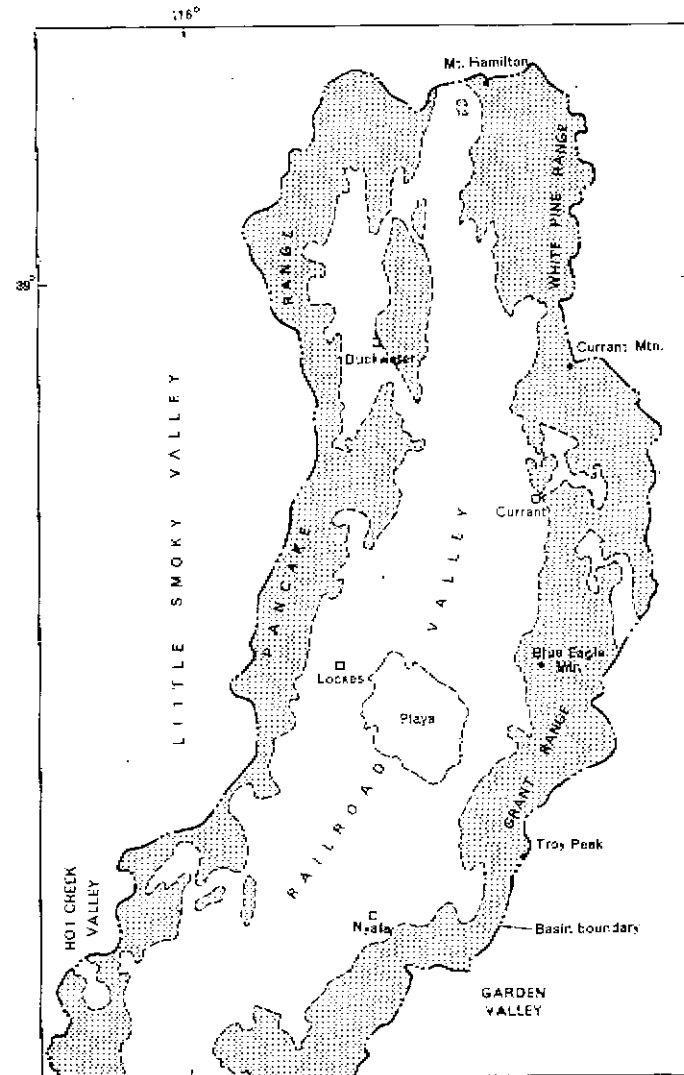 116°
Mt. Hamilton
WHITE PINE RANGE
RANGE
Duckwater
Currant Mtn.
LITTLE SMOKY VALLEY
Currant
PANCAKE
VALLEY
Lockes
Blue Eagle
Mtn.
Playa
GRANT RANGE
RAILROAD
Troy Peak
HOT CREEK
VALLEY
Nyala
Basin boundary
GARDEN
VALLEY